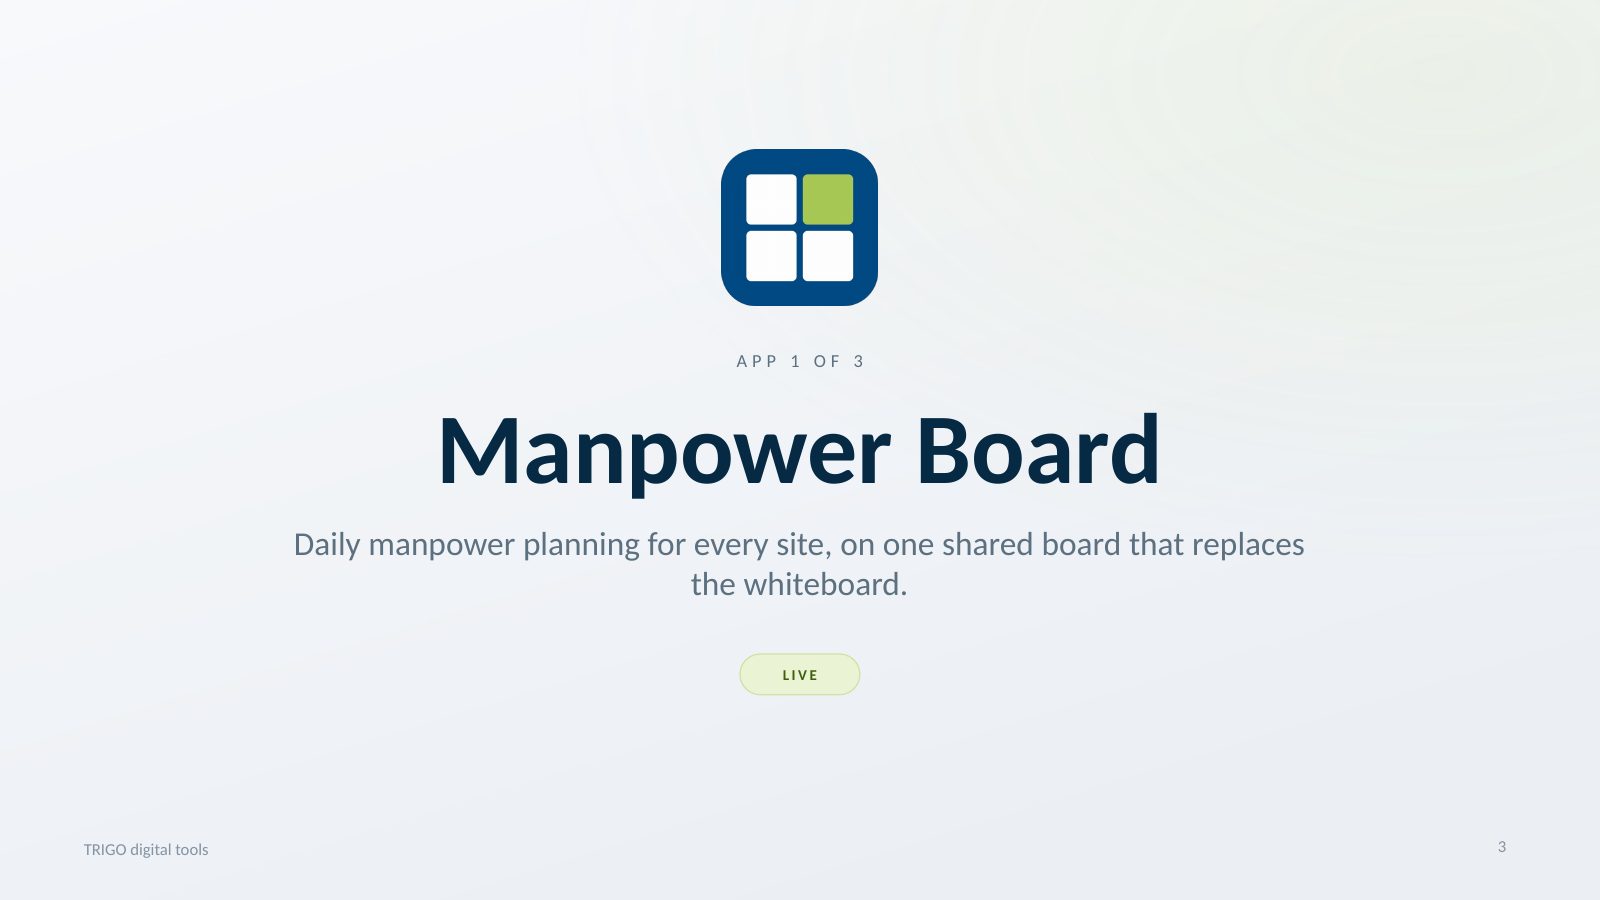 APP 1 OF 3
Manpower Board
Daily manpower planning for every site, on one shared board that replaces
the whiteboard.
LIVE
TRIGO digital tools
3